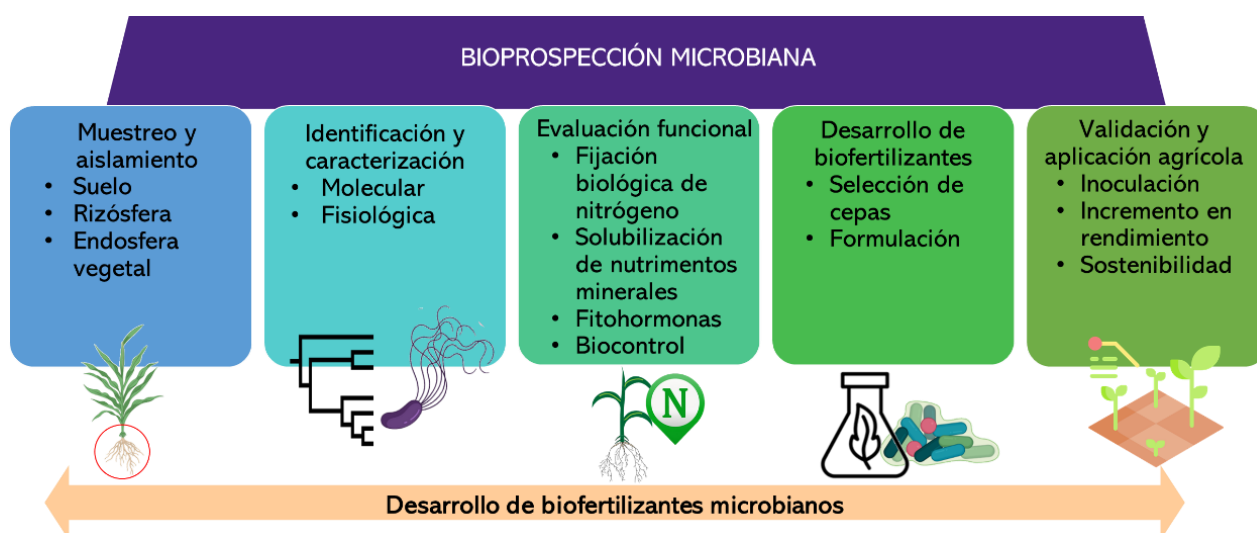 BIOPROSPECCIÓN MICROBIANA
Muestreo y
aislamiento
• Suelo
• Rizósfera
• Endosfera
vegetal
Identificación y
caracterización
• Molecular
• Fisiológica
Evaluación funcional
• Fijación
biológica de
nitrógeno
• Solubilización
de nutrimentos
minerales
• Fitohormonas
• Biocontrol
N
Desarrollo de
biofertilizantes
• Selección de
cepas
• Formulación
Validación y
aplicación agrícola
• Inoculación
• Incremento en
rendimiento
• Sostenibilidad
Desarrollo de biofertilizantes microbianos